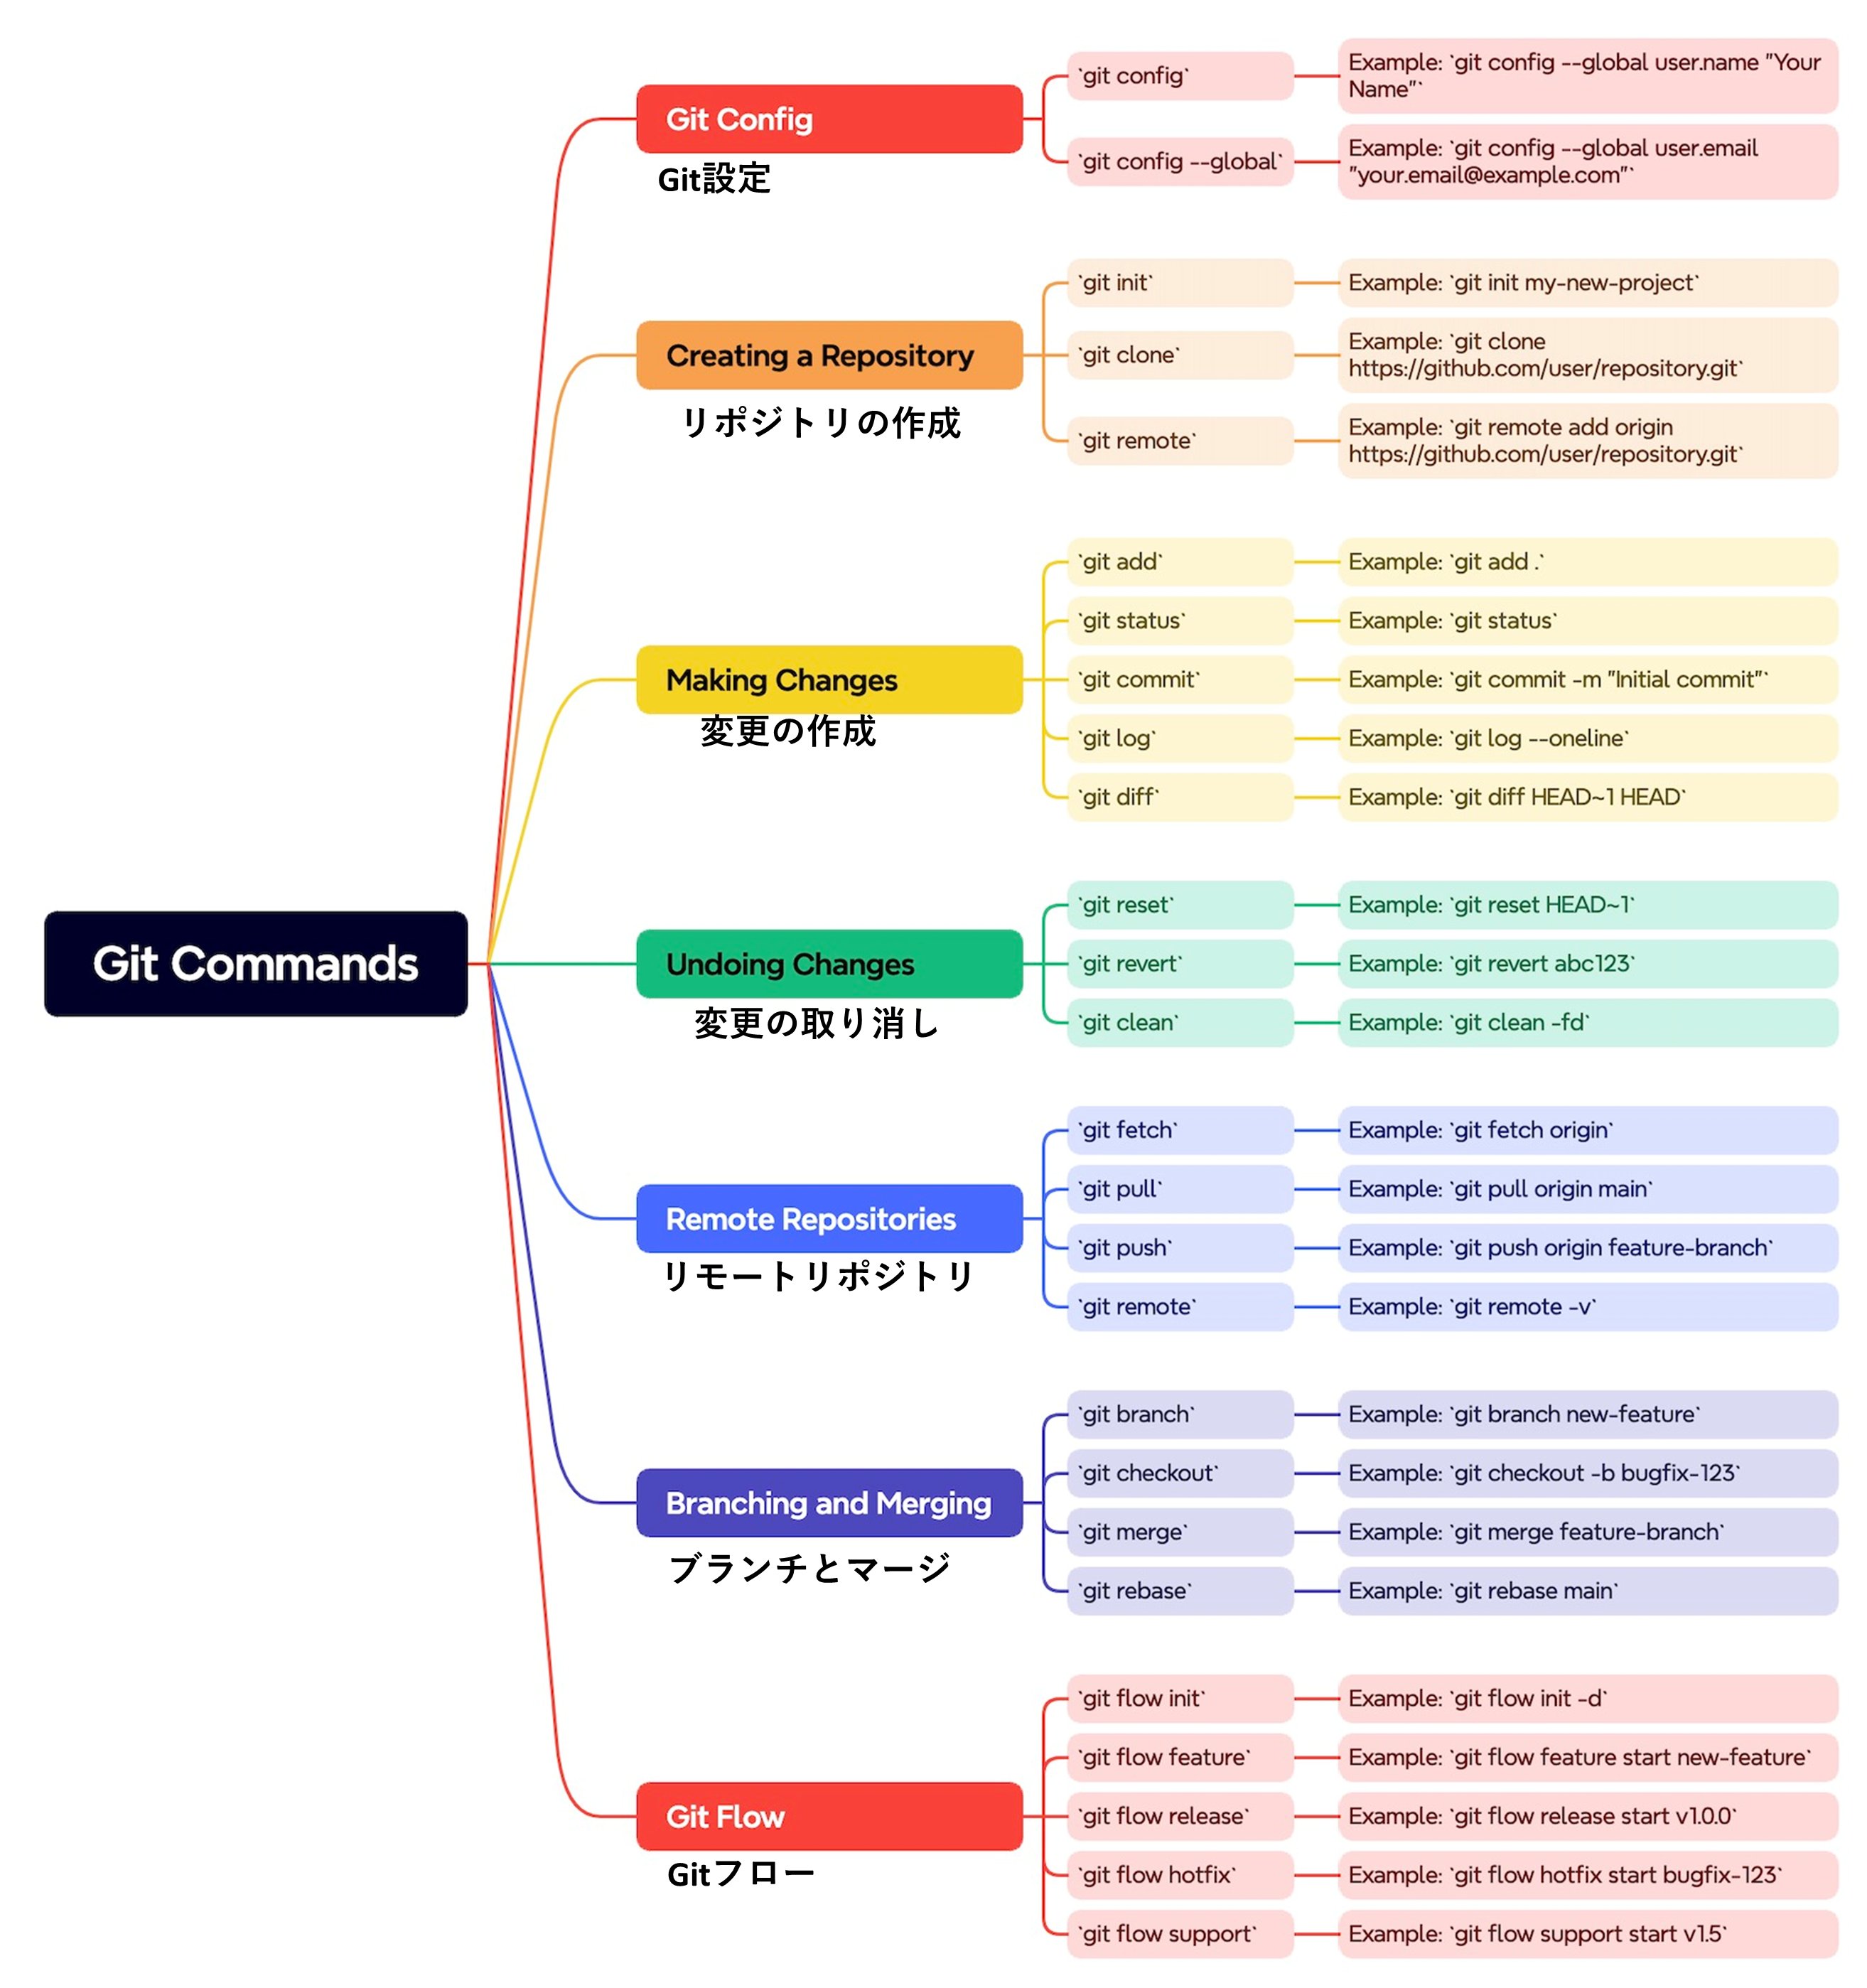 Git Commands
Git Config
Git設定
`git config`
Example: `git config --global user.name "Your
Name"`
`git config --global`
Example: `git config --global user.email
"your.email@example.com"`
Creating a Repository
リポジトリの作成
`git init`
Example: `git init my-new-project`
`git clone`
Example: `git clone
https://github.com/user/repository.git`
`git remote`
Example: `git remote add origin
https://github.com/user/repository.git`
Making Changes
変更の作成
`git add`
Example: `git add .`
`git status`
Example: `git status`
`git commit`
Example: `git commit -m "Initial commit"`
`git log`
Example: `git log --oneline`
`git diff`
Example: `git diff HEAD~1 HEAD`
Undoing Changes
変更の取り消し
`git reset`
Example: `git reset HEAD~1`
`git revert`
Example: `git revert abc123`
`git clean`
Example: `git clean -fd`
Remote Repositories
リモートリポジトリ
`git fetch`
Example: `git fetch origin`
`git pull`
Example: `git pull origin main`
`git push`
Example: `git push origin feature-branch`
`git remote`
Example: `git remote -v`
Branching and Merging
ブランチとマージ
`git branch`
Example: `git branch new-feature`
`git checkout`
Example: `git checkout -b bugfix-123`
`git merge`
Example: `git merge feature-branch`
`git rebase`
Example: `git rebase main`
Git Flow
Gitフロー
`git flow init`
Example: `git flow init -d`
`git flow feature`
Example: `git flow feature start new-feature`
`git flow release`
Example: `git flow release start v1.0.0`
`git flow hotfix`
Example: `git flow hotfix start bugfix-123`
`git flow support`
Example: `git flow support start v1.5`